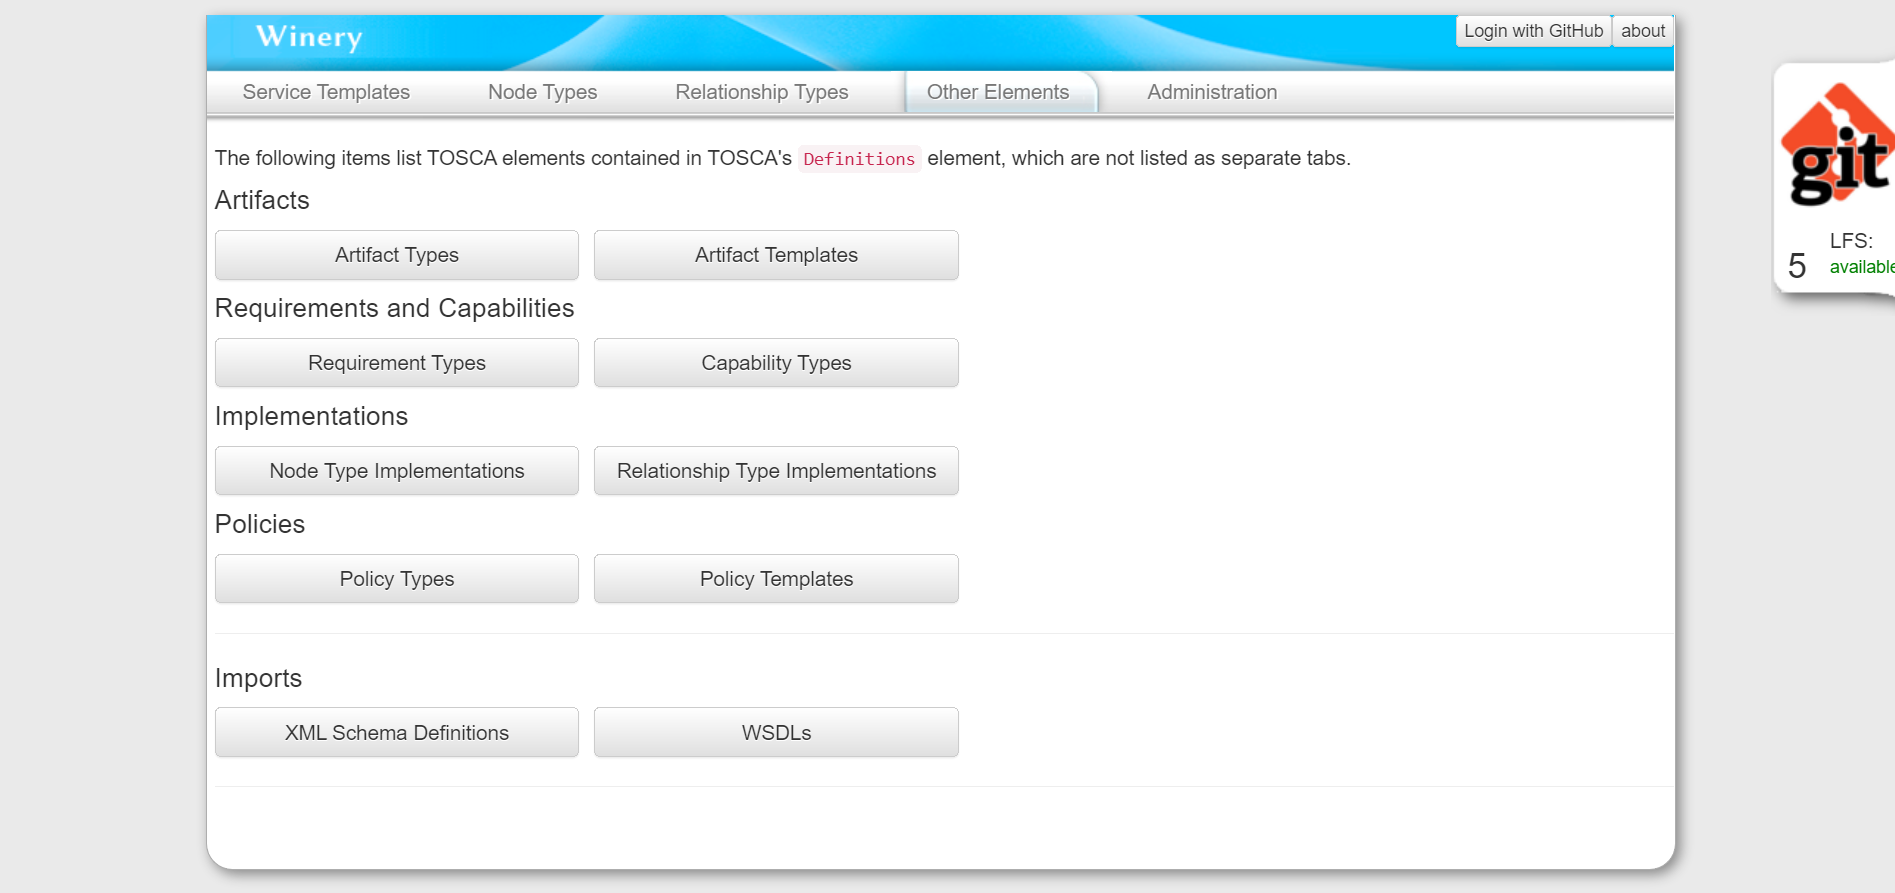 Winery
Login with GitHub
about
Service Templates
Node Types
Relationship Types
Other Elements
Administration
The following items list TOSCA elements contained in TOSCA's Definitions element, which are not listed as separate tabs.
Artifacts
Artifact Types
Artifact Templates
Requirements and Capabilities
Requirement Types
Capability Types
Implementations
Node Type Implementations
Relationship Type Implementations
Policies
Policy Types
Policy Templates
Imports
XML Schema Definitions
WSDLs
git
LFS:
5
available